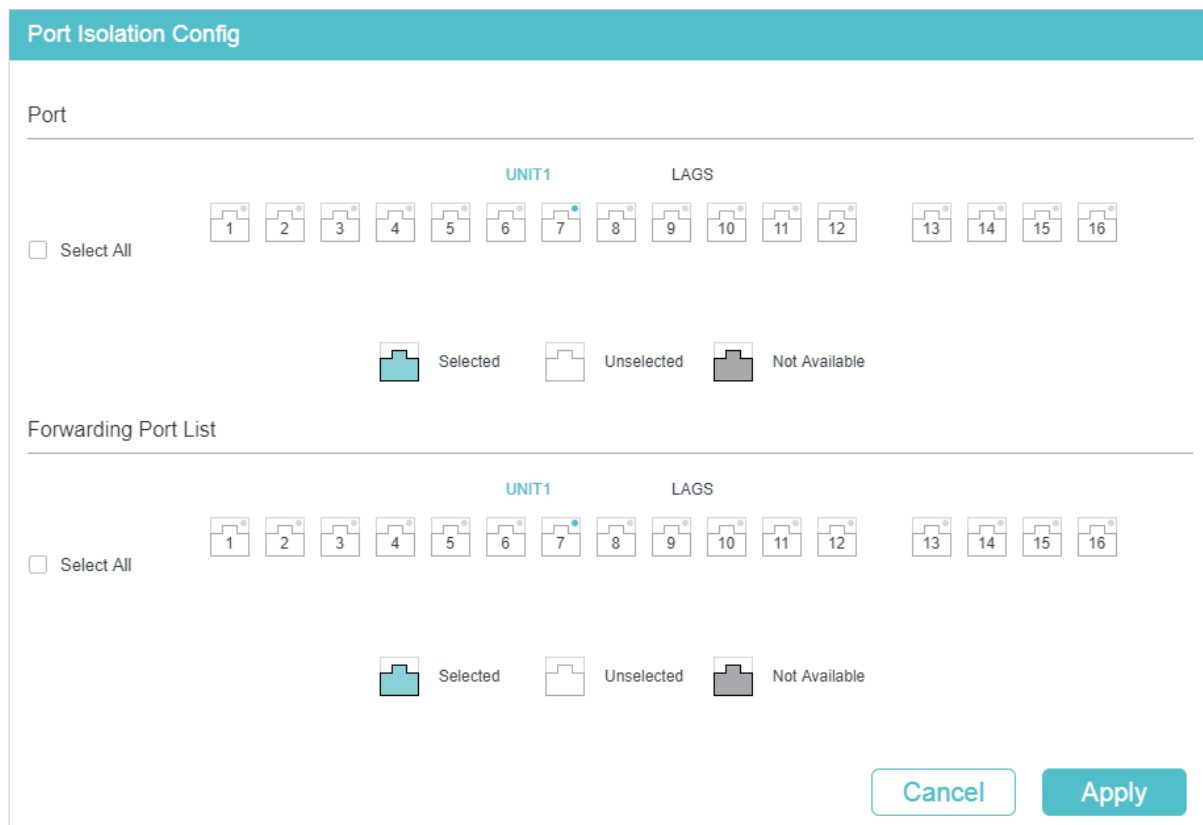 Port Isolation Config
Port
UNIT1 LAGS
1 2 3 4 5 6 7 8 9 10 11 12 13 14 15 16
Select All
Selected Unselected Not Available
Forwarding Port List
UNIT1 LAGS
1 2 3 4 5 6 7 8 9 10 11 12 13 14 15 16
Select All
Selected Unselected Not Available
Cancel Apply